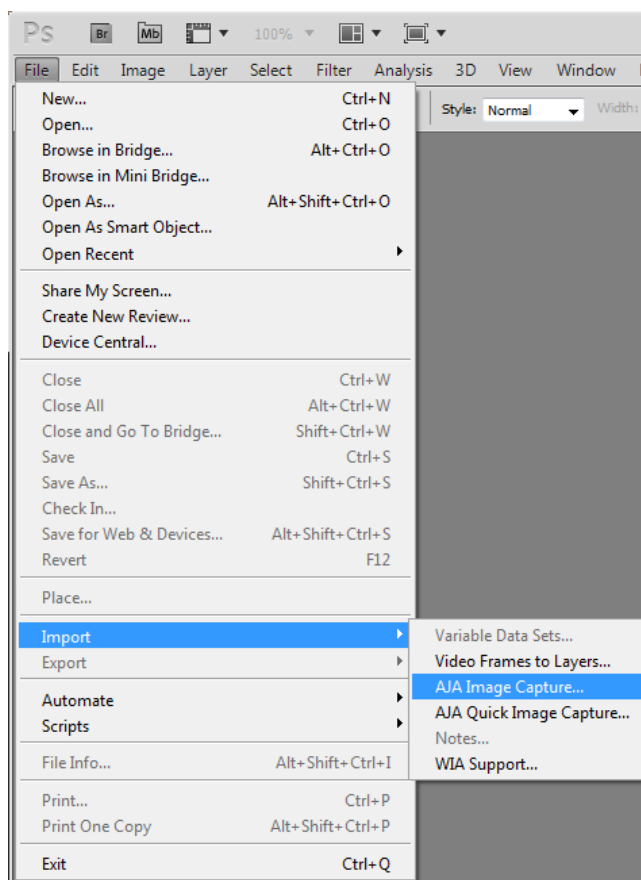 Ps Br Mb 100%
File Edit Image Layer Select Filter Analysis 3D View Window
Style: Normal Width:
New... Ctrl+N
Open... Ctrl+O
Browse in Bridge... Alt+Ctrl+O
Browse in Mini Bridge...
Open As... Alt+Shift+Ctrl+O
Open As Smart Object...
Open Recent
Share My Screen...
Create New Review...
Device Central...
Close Ctrl+W
Close All Alt+Ctrl+W
Close and Go To Bridge... Shift+Ctrl+W
Save Ctrl+S
Save As... Shift+Ctrl+S
Check In...
Save for Web & Devices... Alt+Shift+Ctrl+S
Revert F12
Place...
Import
Export
Automate
Scripts
File Info... Alt+Shift+Ctrl+I
Print... Ctrl+P
Print One Copy Alt+Shift+Ctrl+P
Exit Ctrl+Q
Variable Data Sets...
Video Frames to Layers...
AJA Image Capture...
AJA Quick Image Capture...
Notes...
WIA Support...